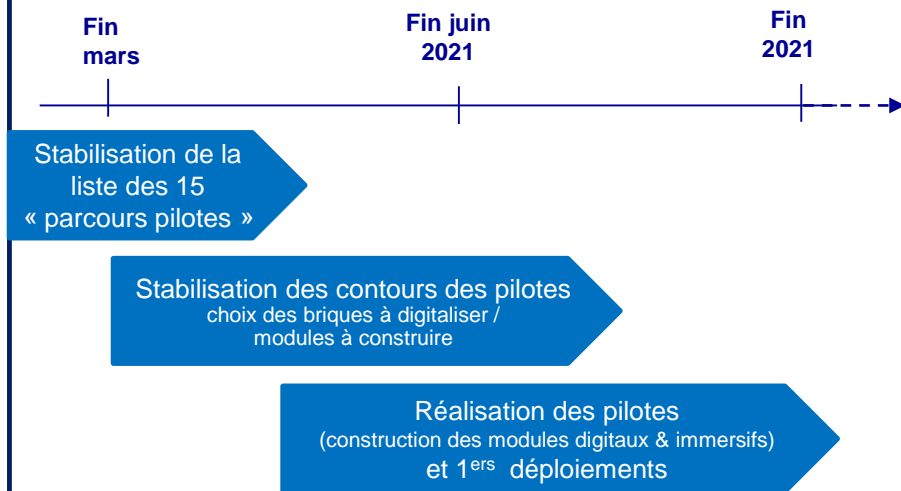 Fin
mars
Fin juin
2021
Fin
2021
Stabilisation de la
liste des 15
« parcours pilotes »
Stabilisation des contours des pilotes
choix des briques à digitaliser /
modules à construire
Réalisation des pilotes
(construction des modules digitaux & immersifs)
et 1ers déploiements